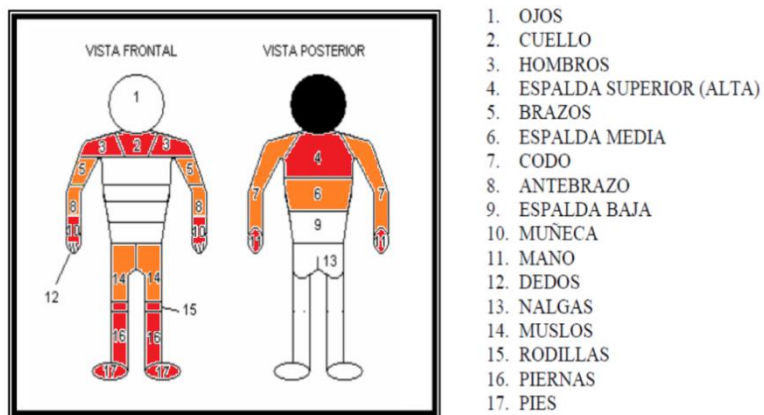 VISTA FRONTAL
VISTA POSTERIOR
1
3 2 3
4
5 5
6
7 7
8 8
9
10 10
11 11
13
14 14
12
15
16 16
17 17
1. OJOS
2. CUELLO
3. HOMBROS
4. ESPALDA SUPERIOR (ALTA)
5. BRAZOS
6. ESPALDA MEDIA
7. CODO
8. ANTEBRAZO
9. ESPALDA BAJA
10. MUÑECA
11. MANO
12. DEDOS
13. NALGAS
14. MUSLOS
15. RODILLAS
16. PIERNAS
17. PIES